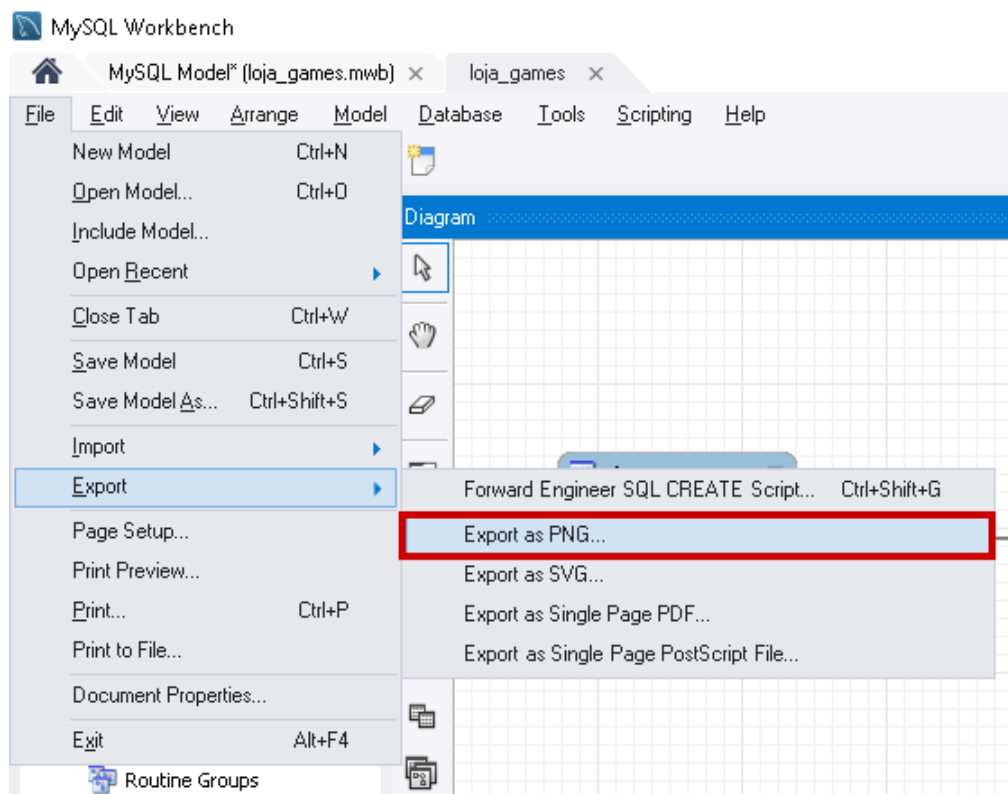 MySQL Workbench
MySQL Model* (loja_games.mwb) loja_games
File Edit View Arrange Model Database Tools Scripting Help
New Model Ctrl+N
Open Model... Ctrl+O
Include Model...
Open Recent
Close Tab Ctrl+W
Save Model Ctrl+S
Save Model As... Ctrl+Shift+S
Import
Export
Page Setup...
Print Preview...
Print... Ctrl+P
Print to File...
Document Properties...
Exit Alt+F4
Routine Groups
Diagram
Forward Engineer SQL CREATE Script... Ctrl+Shift+G
Export as PNG...
Export as SVG...
Export as Single Page PDF...
Export as Single Page PostScript File...